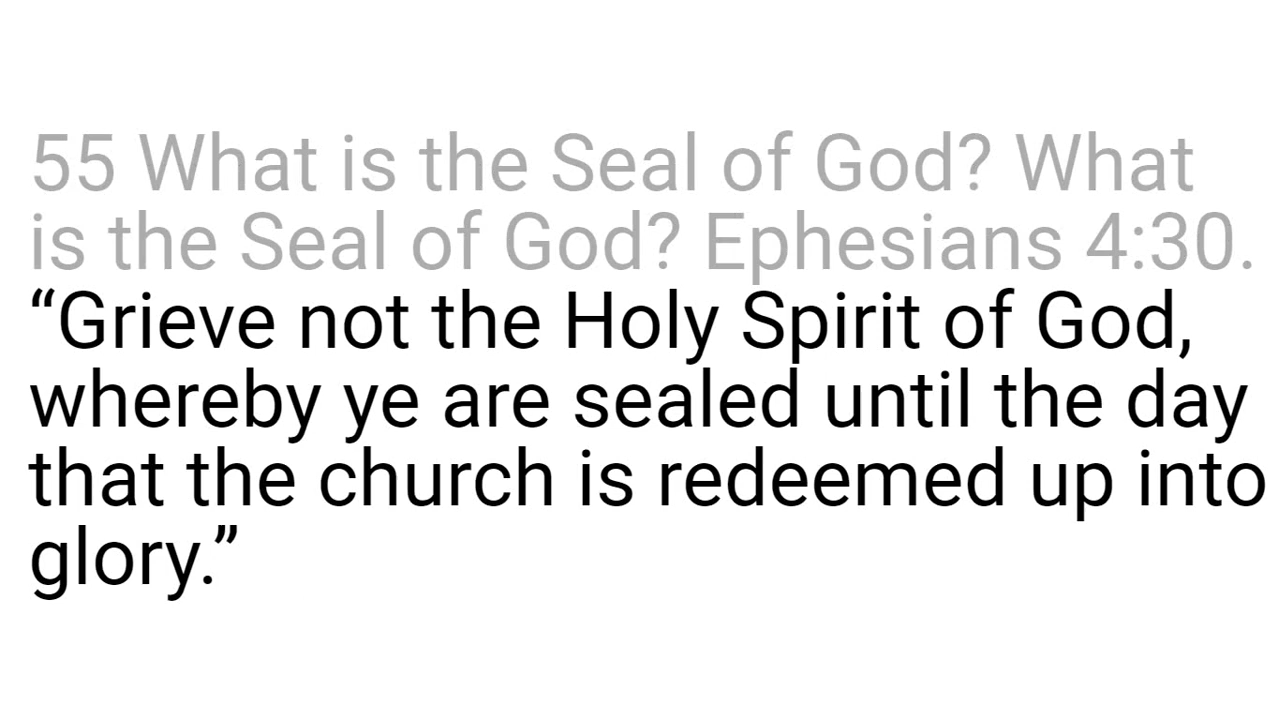 55 What is the Seal of God? What
is the Seal of God? Ephesians 4:30.
“Grieve not the Holy Spirit of God,
whereby ye are sealed until the day
that the church is redeemed up into
glory.”